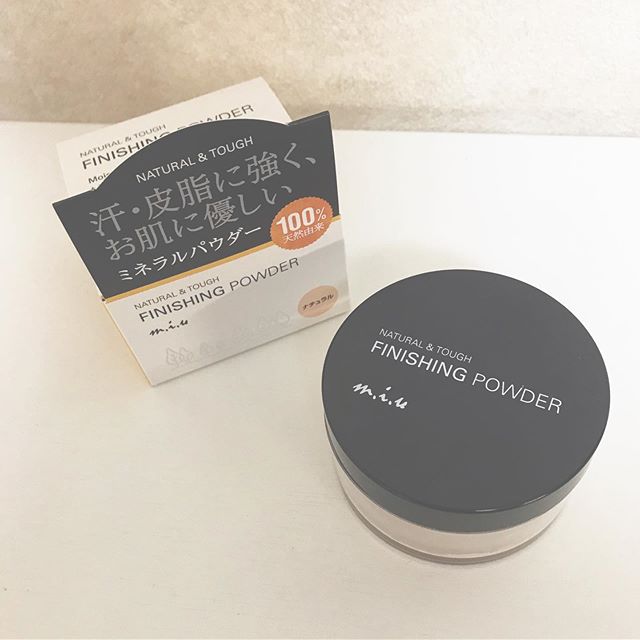 NATURAL & TOUGH
FINISHING POWDER
NATURAL & TOUGH
汗・皮脂に強く、
お肌に優しい
ミネラルパウダー
100%
天然由来
NATURAL & TOUGH
FINISHING POWDER
m.i.u
ナチュラル
NATURAL & TOUGH
FINISHING POWDER
m.i.u